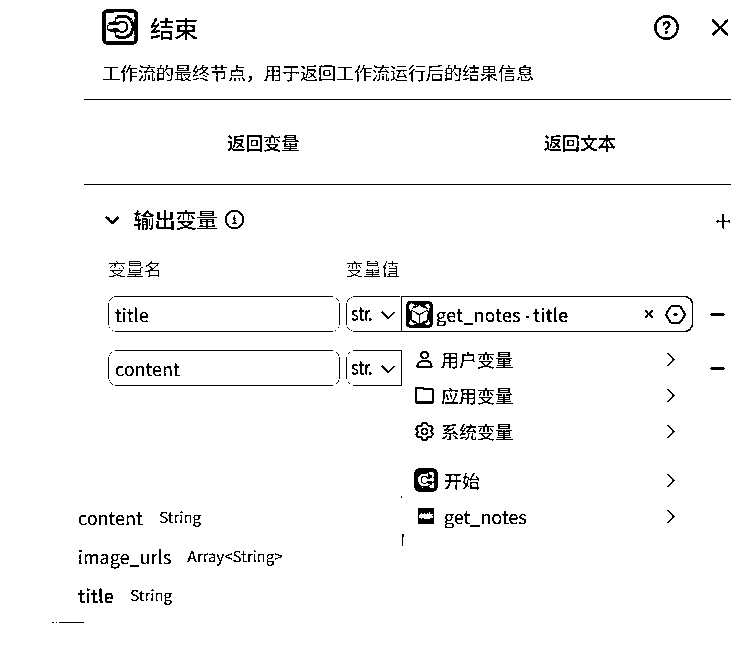 结束
工作流的最终节点，用于返回工作流运行后的结果信息
返回变量 返回文本
输出变量
变量名 变量值
title str. get_notes · title
content str.
用户变量
应用变量
系统变量
开始
get_notes
content String
image_urls Array<String>
title String